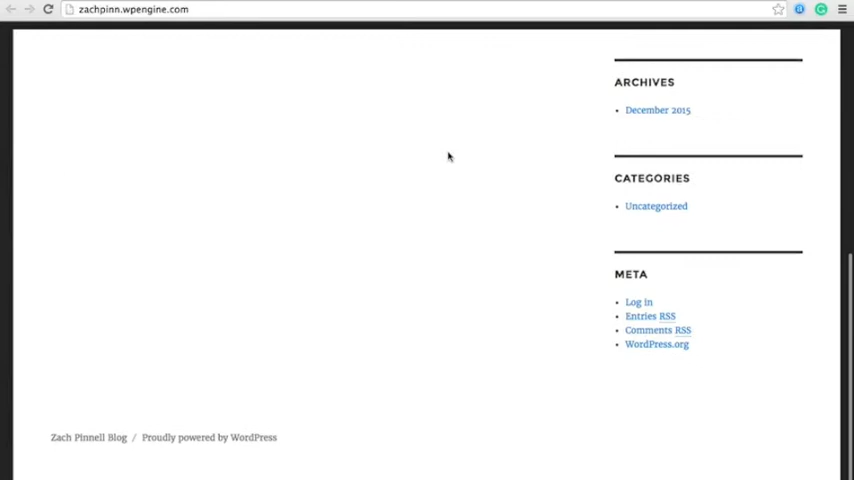 zachpinn.wpengine.com
ARCHIVES
December 2015
CATEGORIES
Uncategorized
META
Log in
Entries RSS
Comments RSS
WordPress.org
Zach Pinnell Blog / Proudly powered by WordPress